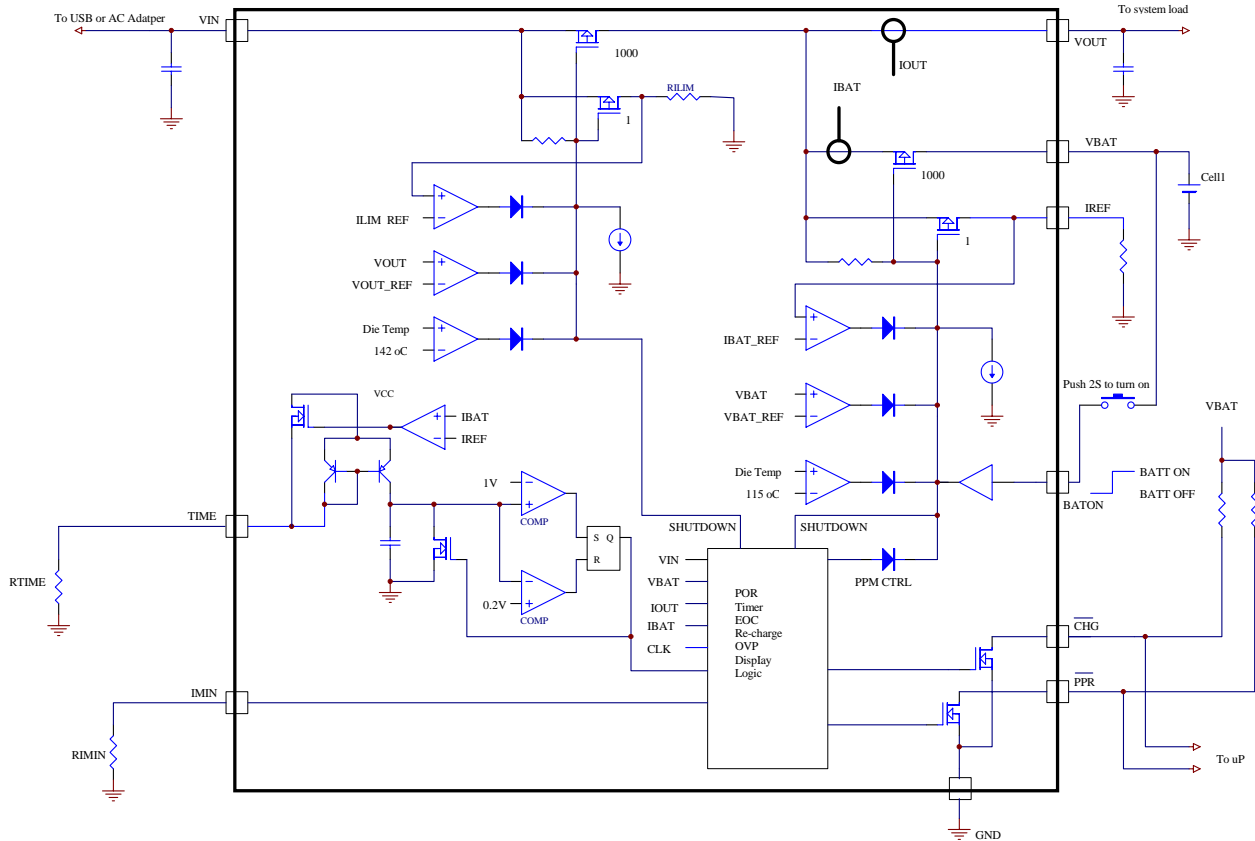 To USB or AC Adatper
VIN
To system load
VOUT
1000
IOUT
IBAT
RILIM
1
VBAT
1000
Cell1
IREF
1
ILIM_REF
VOUT
VOUT_REF
Die Temp
142 oC
IBAT_REF
VCC
IBAT
IREF
VBAT
VBAT_REF
Push 2S to turn on
VBAT
Die Temp
115 oC
BATT ON
BATT OFF
BATON
1V
COMP
TIME
SHUTDOWN
SHUTDOWN
S Q
R
RTIME
0.2V
COMP
VIN
VBAT
IOUT
IBAT
CLK
PPM CTRL
POR
Timer
EOC
Re-charge
OVP
DispIay
Logic
CHG
PPR
IMIN
RIMIN
To uP
GND